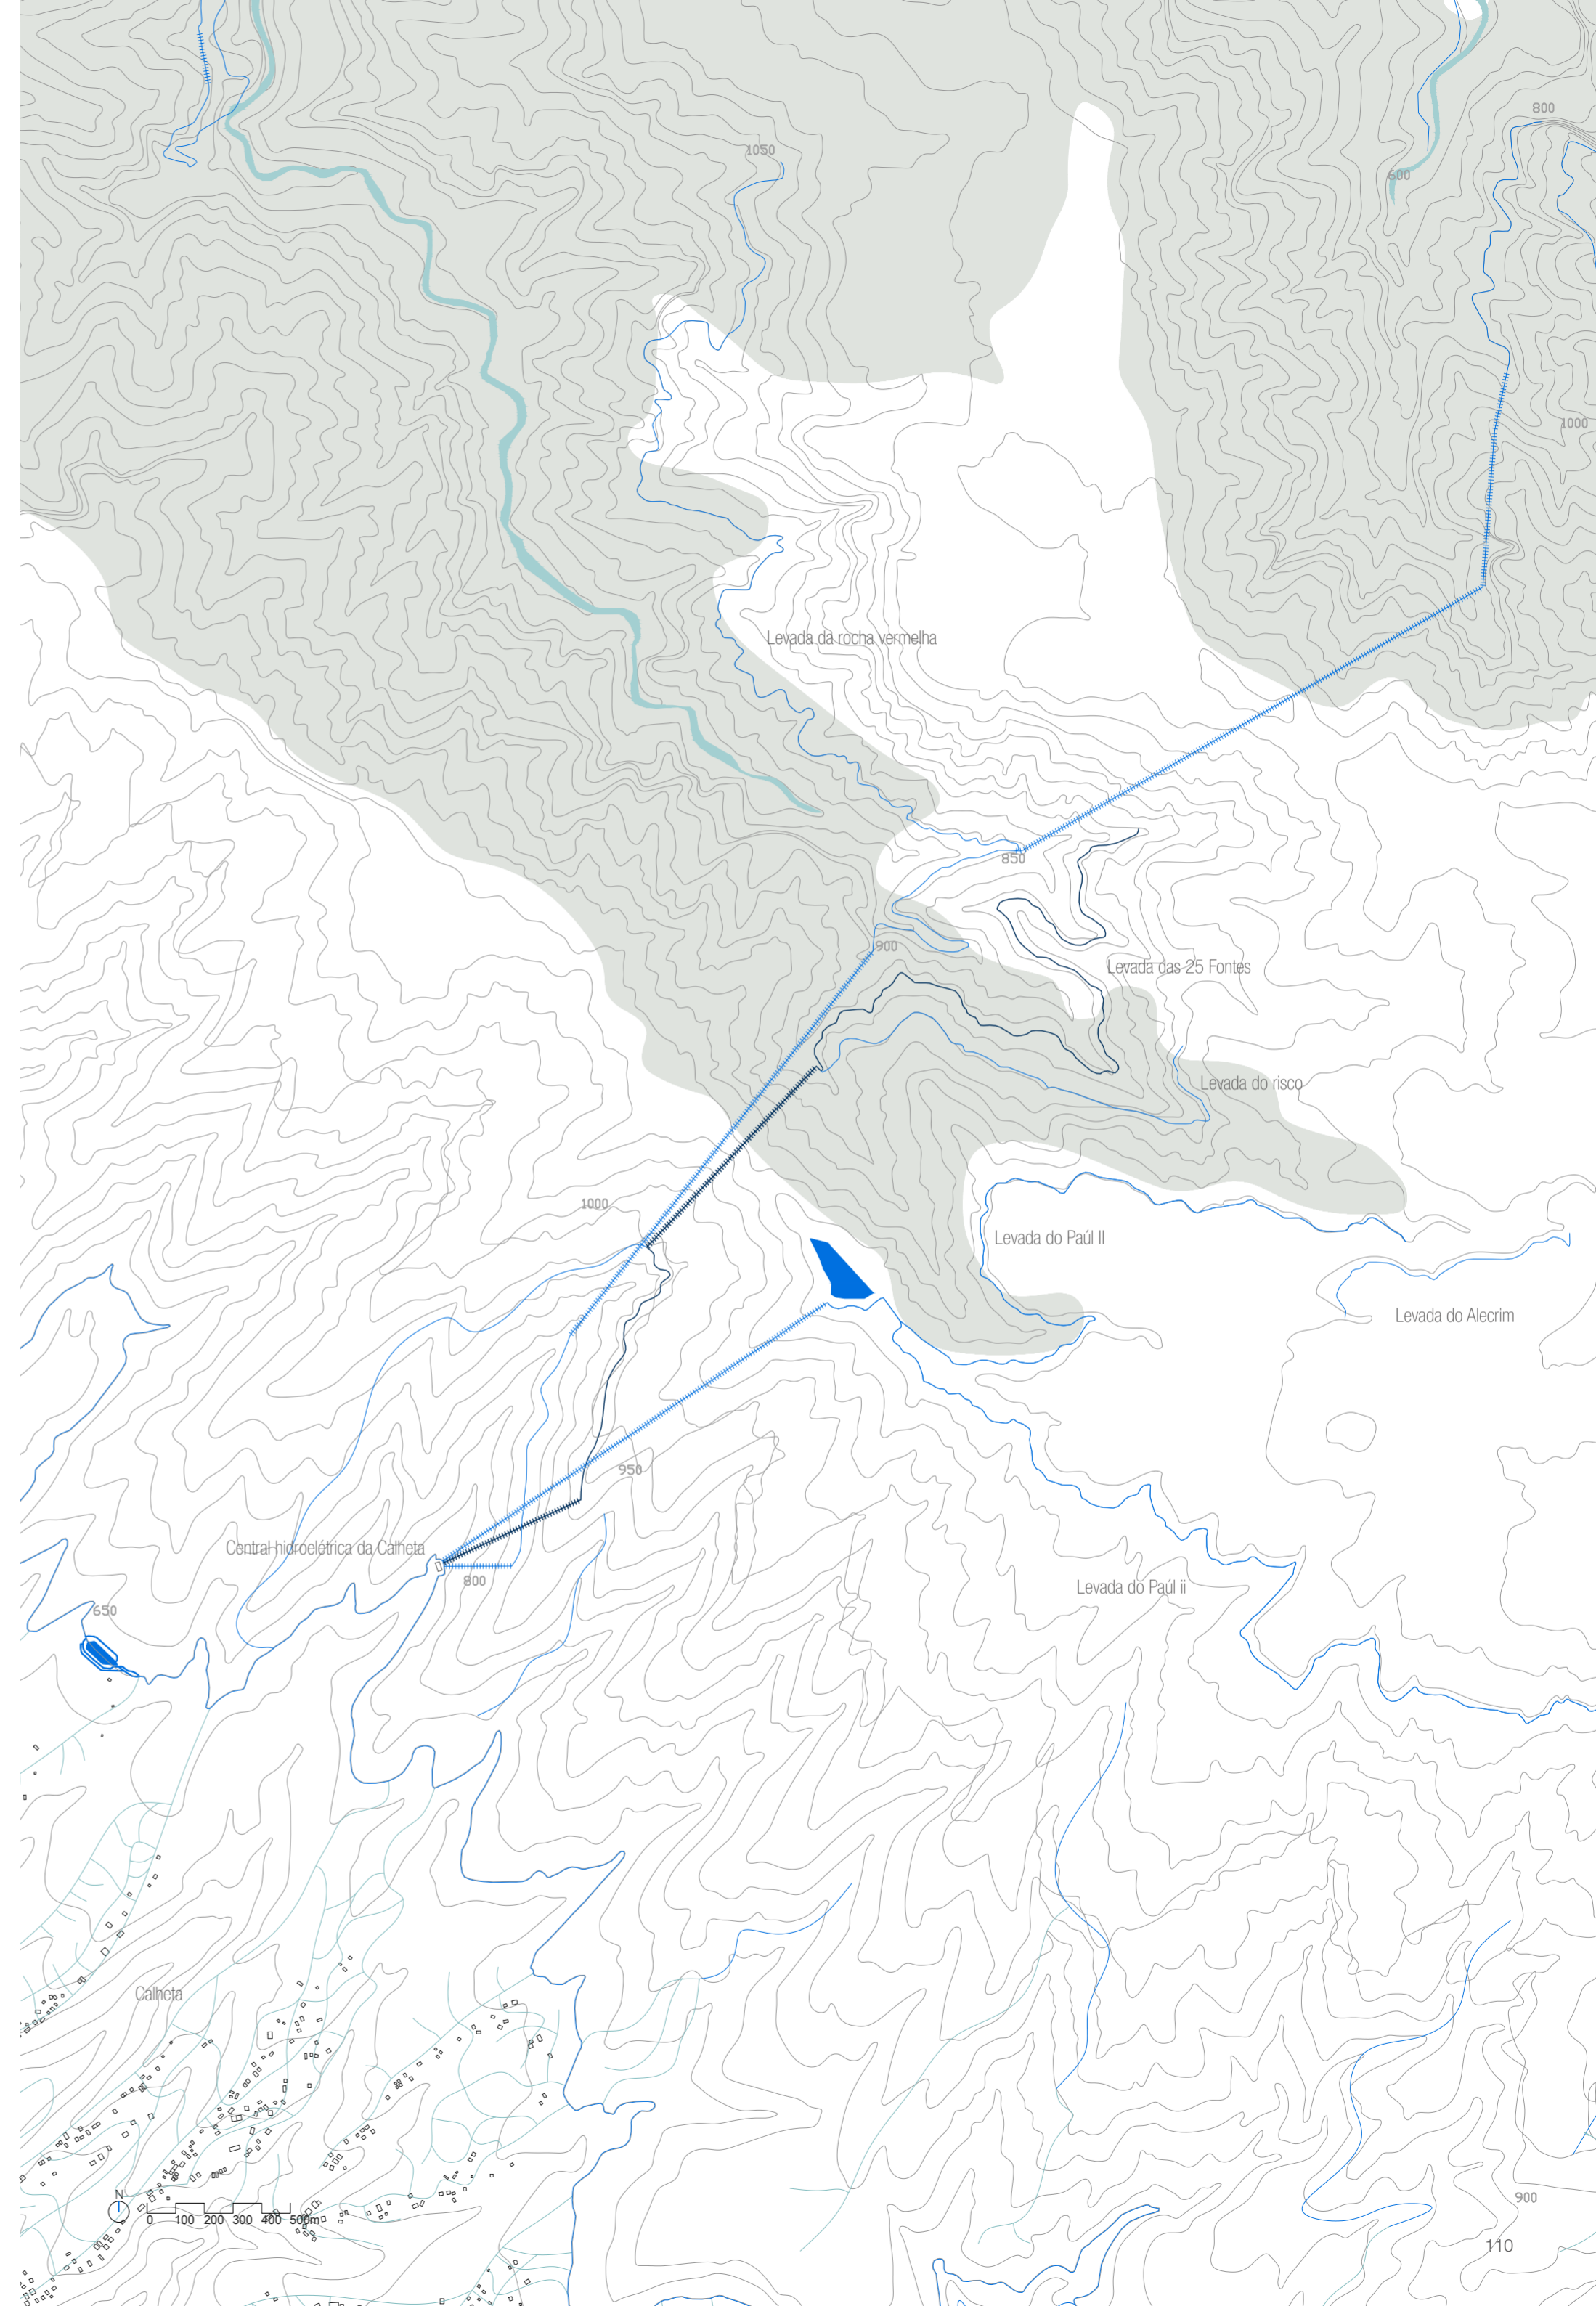 800
1050
600
1000
Levada da rocha vermelha
850
900
Levada das 25 Fontes
Levada do risco
1000
Levada do Paúl II
Levada do Alecrim
950
Central hidroelétrica da Calheta
800
Levada do Paúl ii
650
Calheta
N
0 100 200 300 400 500m
900
110